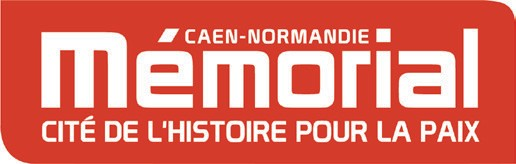 CAEN-NORMANDIE
Mémorial
CITÉ DE L'HISTOIRE POUR LA PAIX